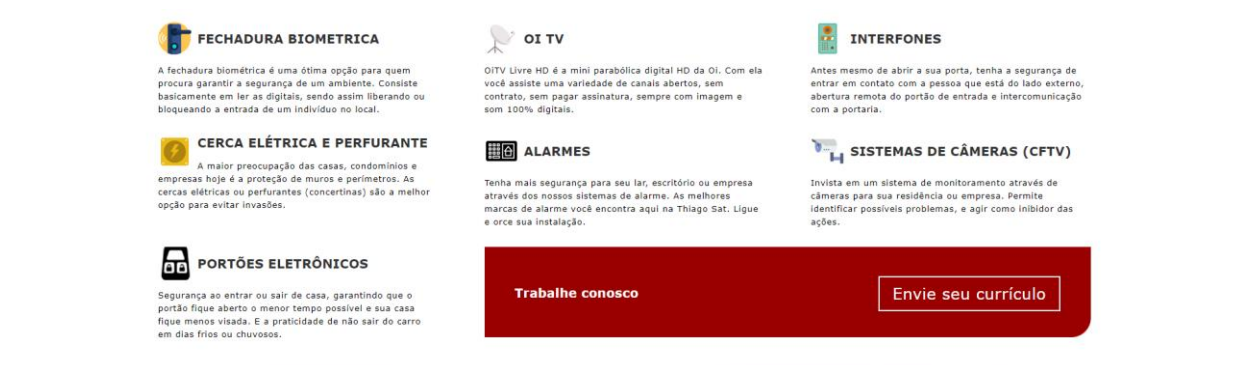 FECHADURA BIOMETRICA
A fechadura biométrica é uma ótima opção para quem
procura garantir a segurança de um ambiente. Consiste
basicamente em ler as digitais, sendo assim liberando ou
bloqueando a entrada de um indivíduo no local.
OI TV
OiTV Livre HD é a mini parabólica digital HD da Oi. Com ela
você assiste uma variedade de canais abertos, sem
contrato, sem pagar assinatura, sempre com imagem e
som 100% digitais.
INTERFONES
Antes mesmo de abrir a sua porta, tenha a segurança de
entrar em contato com a pessoa que está do lado externo,
abertura remota do portão de entrada e intercomunicação
com a portaria.
CERCA ELÉTRICA E PERFURANTE
A maior preocupação das casas, condomínios e
empresas hoje é a proteção de muros e perímetros. As
cercas elétricas ou perfurantes (concertinas) são a melhor
opção para evitar invasões.
ALARMES
Tenha mais segurança para seu lar, escritório ou empresa
através dos nossos sistemas de alarme. As melhores
marcas de alarme você encontra aqui na Thiago Sat. Ligue
e orce sua instalação.
SISTEMAS DE CÂMERAS (CFTV)
Invista em um sistema de monitoramento através de
câmeras para sua residência ou empresa. Permite
identificar possíveis problemas, e agir como inibidor das
ações.
PORTÕES ELETRÔNICOS
Segurança ao entrar ou sair de casa, garantindo que o
portão fique aberto o menor tempo possível e sua casa
fique menos visada. E a praticidade de não sair do carro
em dias frios ou chuvosos.
Trabalhe conosco
Envie seu currículo